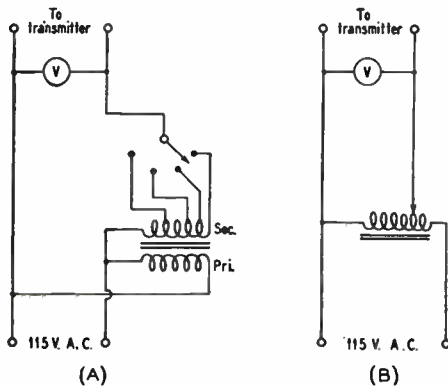 To
transmitter
V
Sec.
Pri.
115 V. A.C.
(A)
To
transmitter
V
115 V. A.C.
(B)